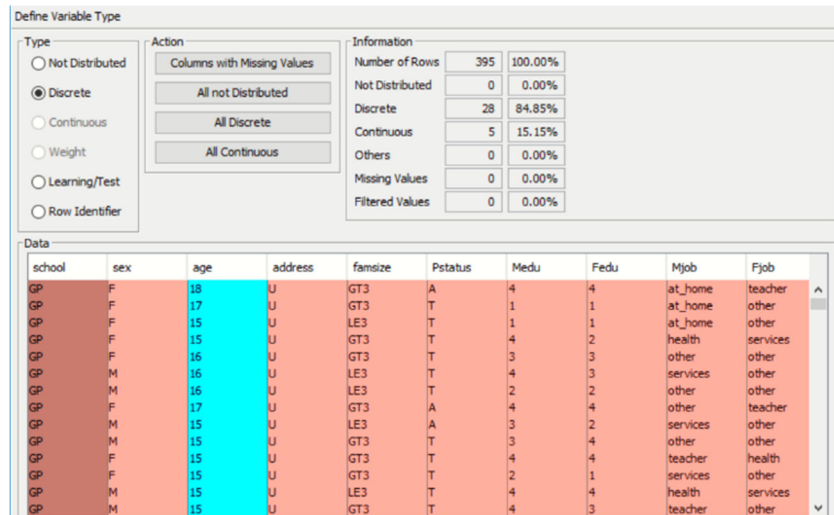 Define Variable Type
Type
Not Distributed
Discrete
Continuous
Weight
Learning/Test
Row Identifier
Action
Columns with Missing Values
All not Distributed
All Discrete
All Continuous
Information
Number of Rows 395 100.00%
Not Distributed 0 0.00%
Discrete 28 84.85%
Continuous 5 15.15%
Others 0 0.00%
Missing Values 0 0.00%
Filtered Values 0 0.00%
Data
school sex age address famsize Pstatus Medu Fedu Mjob Fjob
GP F 18 U GT3 A 4 4 at_home teacher
GP F 17 U GT3 T 1 1 at_home other
GP F 15 U LE3 T 1 1 at_home other
GP F 15 U GT3 T 4 2 health services
GP F 16 U GT3 T 3 3 other other
GP M 16 U LE3 T 4 3 services other
GP M 16 U LE3 T 2 2 other other
GP F 17 U GT3 A 4 4 other teacher
GP M 15 U LE3 A 3 2 services other
GP M 15 U GT3 T 3 4 other other
GP F 15 U GT3 T 4 4 teacher health
GP F 15 U GT3 T 2 1 services other
GP M 15 U LE3 T 4 4 health services
GP M 15 U GT3 T 4 3 teacher other